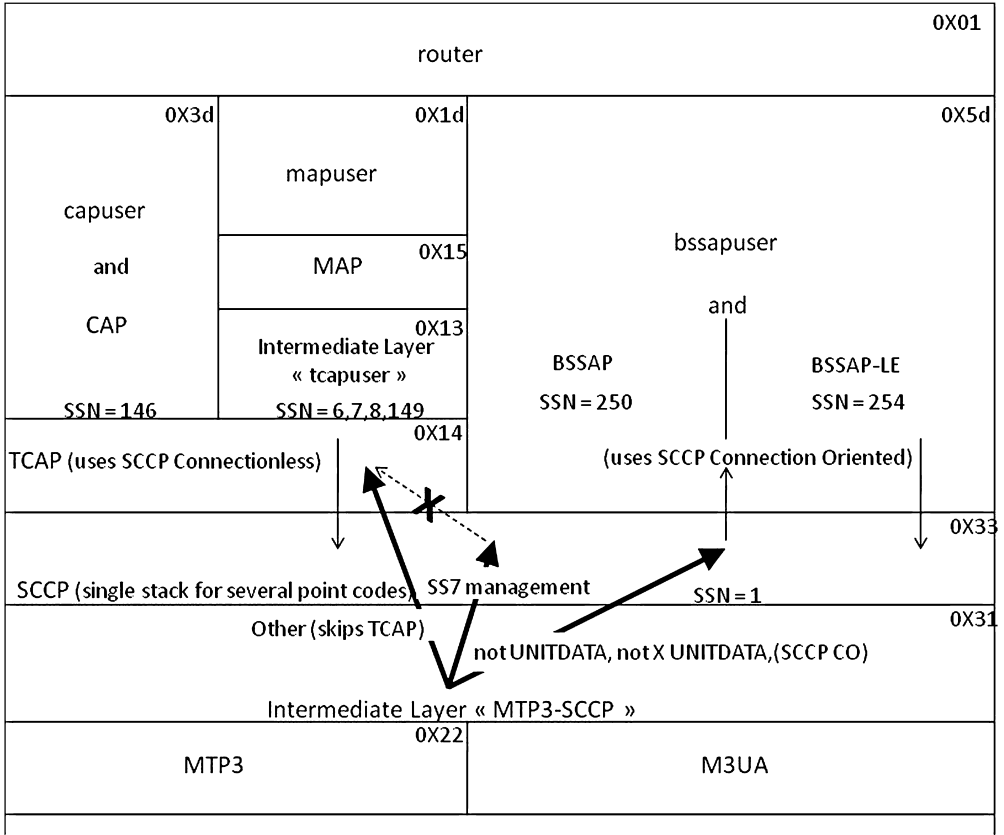 0X01
router
0X3d
0X1d
0X5d
mapuser
capuser
and
CAP
0X15
MAP
0X13
Intermediate Layer
« tcapuser »
SSN = 146
SSN = 6,7,8,149
bssapuser
and
BSSAP
SSN = 250
BSSAP-LE
SSN = 254
0X14
TCAP (uses SCCP Connectionless)
(uses SCCP Connection Oriented)
0X33
SCCP (single stack for several point codes)
SS7 management
SSN = 1
0X31
Other (skips TCAP)
not UNITDATA, not X UNITDATA,(SCCP CO)
Intermediate Layer « MTP3-SCCP »
0X22
MTP3
M3UA